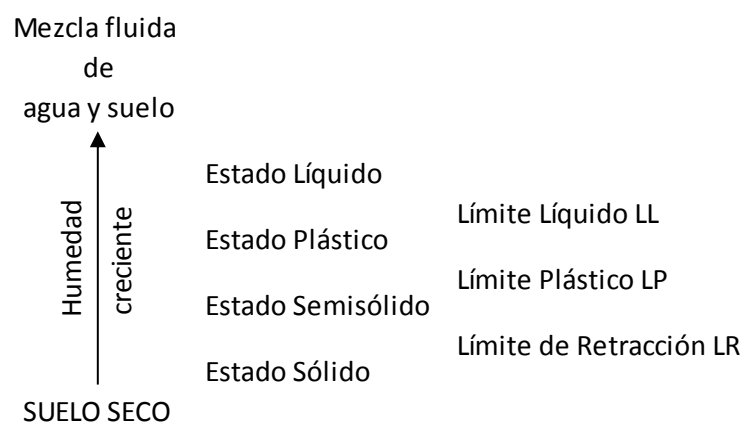 Mezcla fluida
de
agua y suelo
Humedad
creciente
Estado Líquido
Límite Líquido LL
Estado Plástico
Límite Plástico LP
Estado Semisólido
Límite de Retracción LR
Estado Sólido
SUELO SECO